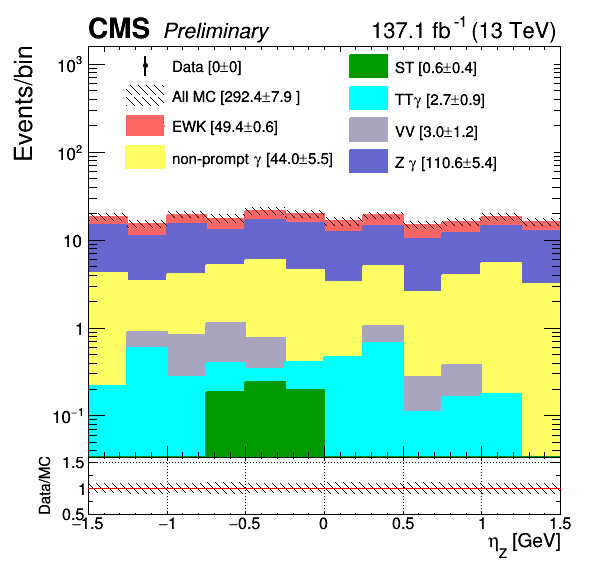 CMS Preliminary 137.1 fb⁻¹ (13 TeV)
Events/bin
10³
10²
10
1
10⁻¹
Data [0±0]
All MC [292.4±7.9 ]
EWK [49.4±0.6]
non-prompt γ [44.0±5.5]
ST [0.6±0.4]
TTγ [2.7±0.9]
VV [3.0±1.2]
Z γ [110.6±5.4]
Data/MC
1.5
1
0.5
−1.5 −1 −0.5 0 0.5 1 1.5
η_Z [GeV]